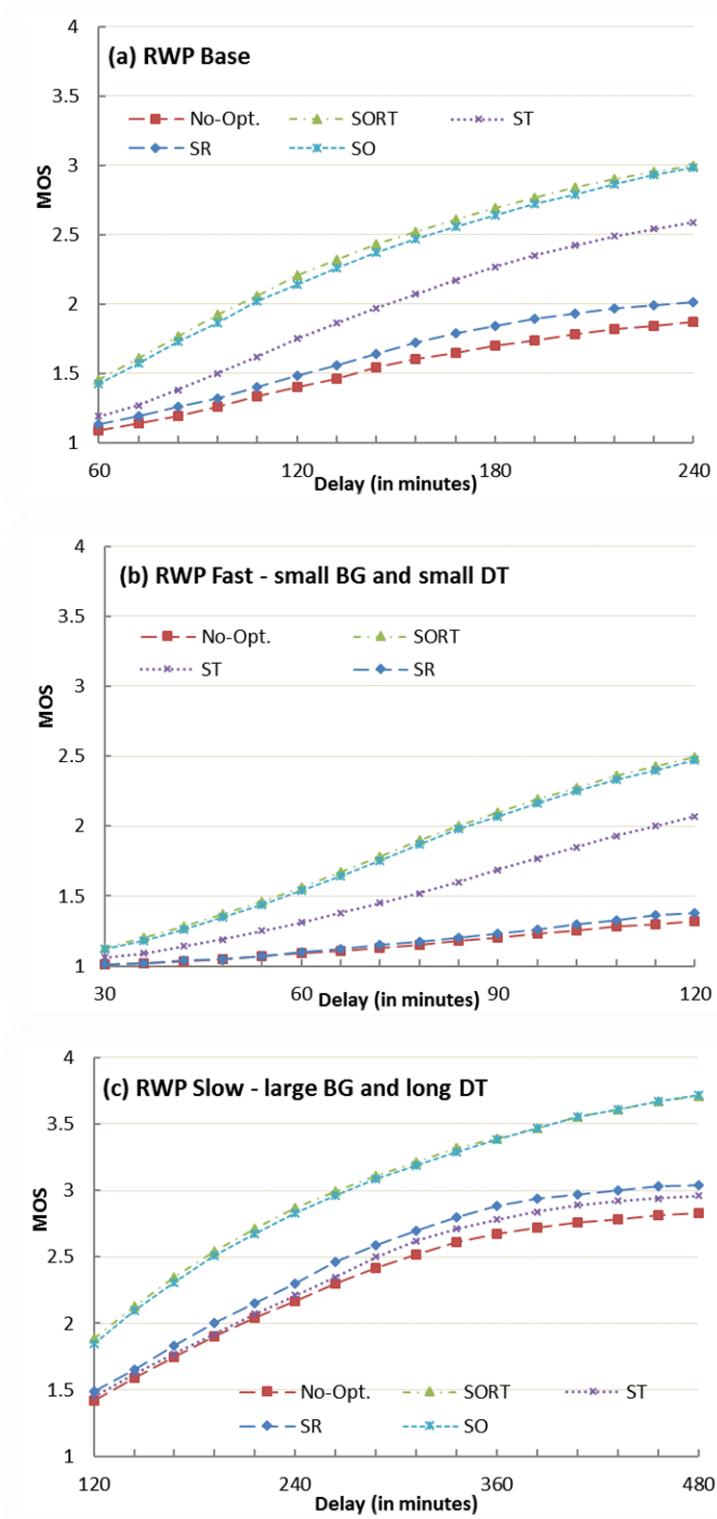 (a) RWP Base
No-Opt. SORT ST
SR SO
MOS
4
3.5
3
2.5
2
1.5
1
60 120 180 240
Delay (in minutes)
(b) RWP Fast - small BG and small DT
No-Opt. SORT
ST SR
MOS
4
3.5
3
2.5
2
1.5
1
30 60 90 120
Delay (in minutes)
(c) RWP Slow - large BG and long DT
MOS
4
3.5
3
2.5
2
1.5
1
No-Opt. SORT ST
SR SO
120 240 360 480
Delay (in minutes)